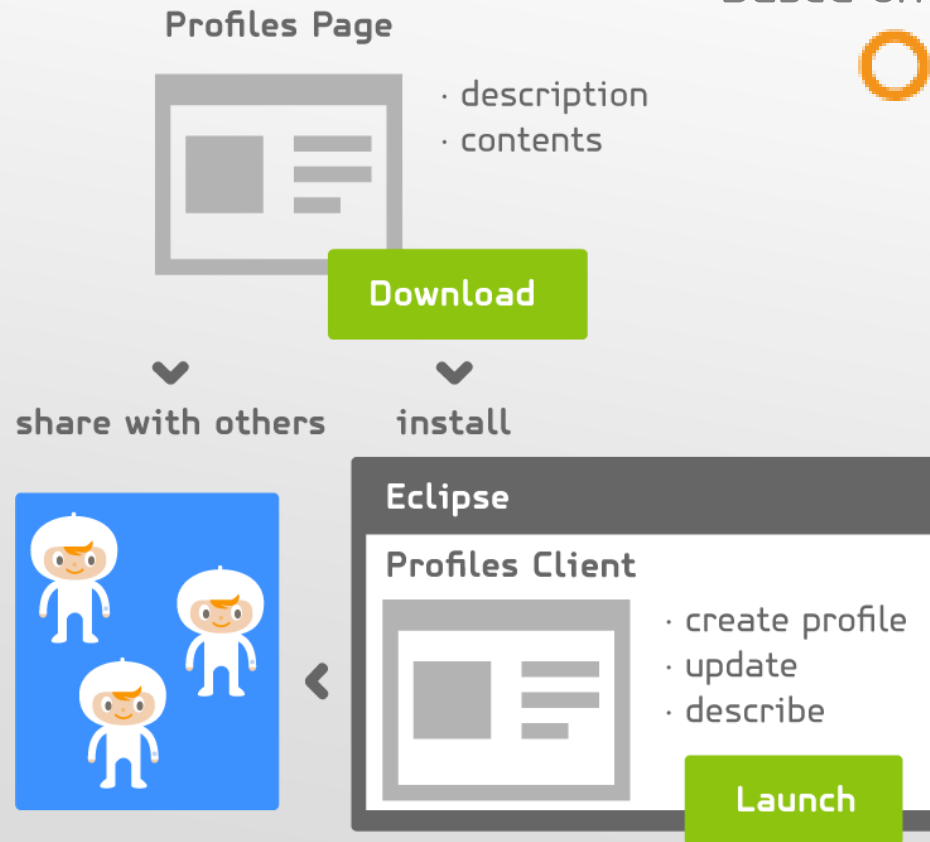 Profiles Page
· description
· contents
Download
share with others
install
Eclipse
Profiles Client
· create profile
· update
· describe
Launch